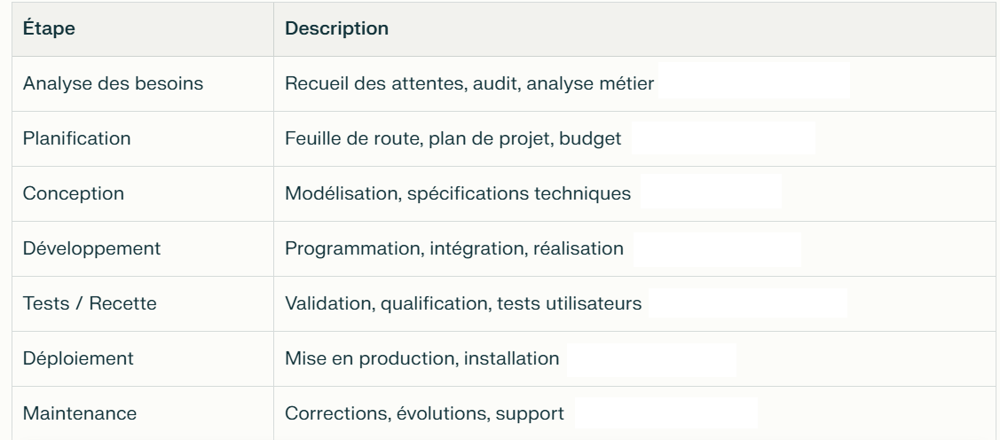 Étape Description
Analyse des besoins Recueil des attentes, audit, analyse métier
Planification Feuille de route, plan de projet, budget
Conception Modélisation, spécifications techniques
Développement Programmation, intégration, réalisation
Tests / Recette Validation, qualification, tests utilisateurs
Déploiement Mise en production, installation
Maintenance Corrections, évolutions, support